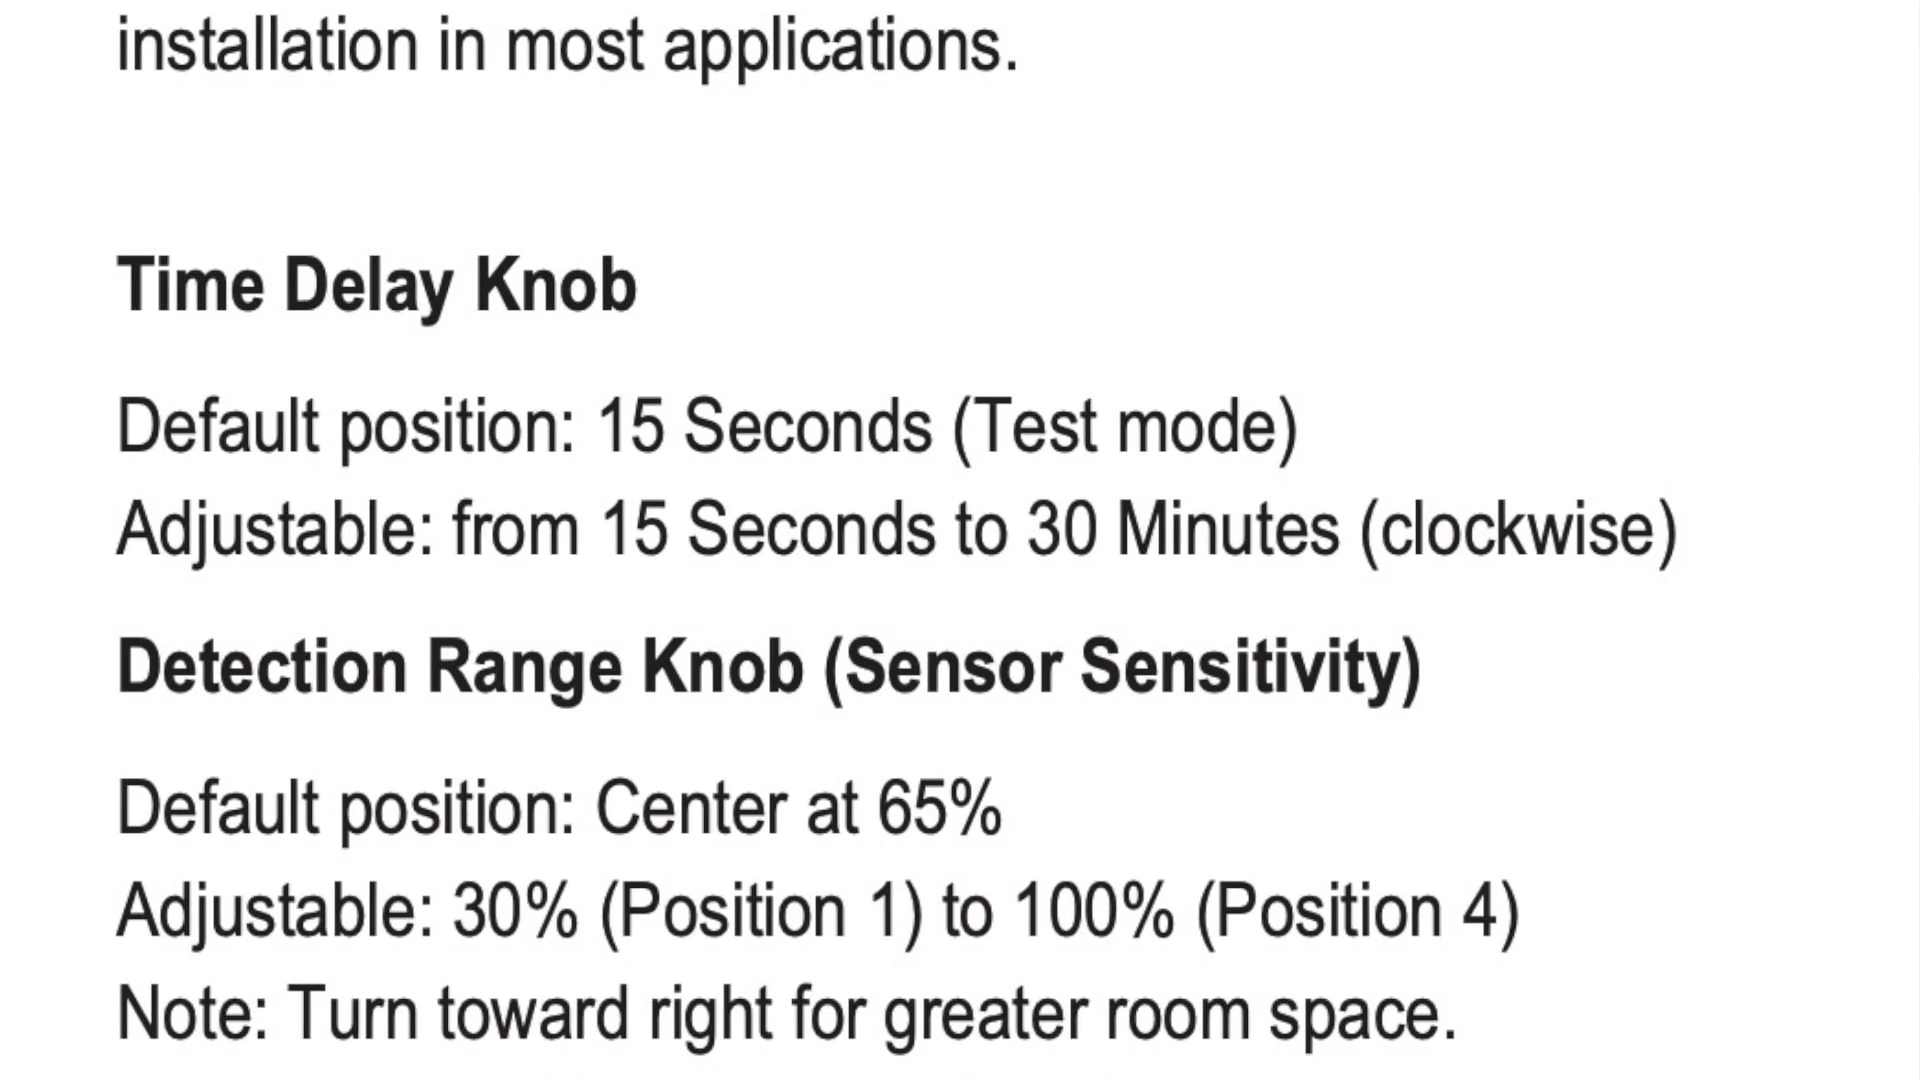 installation in most applications.
Time Delay Knob
Default position: 15 Seconds (Test mode)
Adjustable: from 15 Seconds to 30 Minutes (clockwise)
Detection Range Knob (Sensor Sensitivity)
Default position: Center at 65%
Adjustable: 30% (Position 1) to 100% (Position 4)
Note: Turn toward right for greater room space.